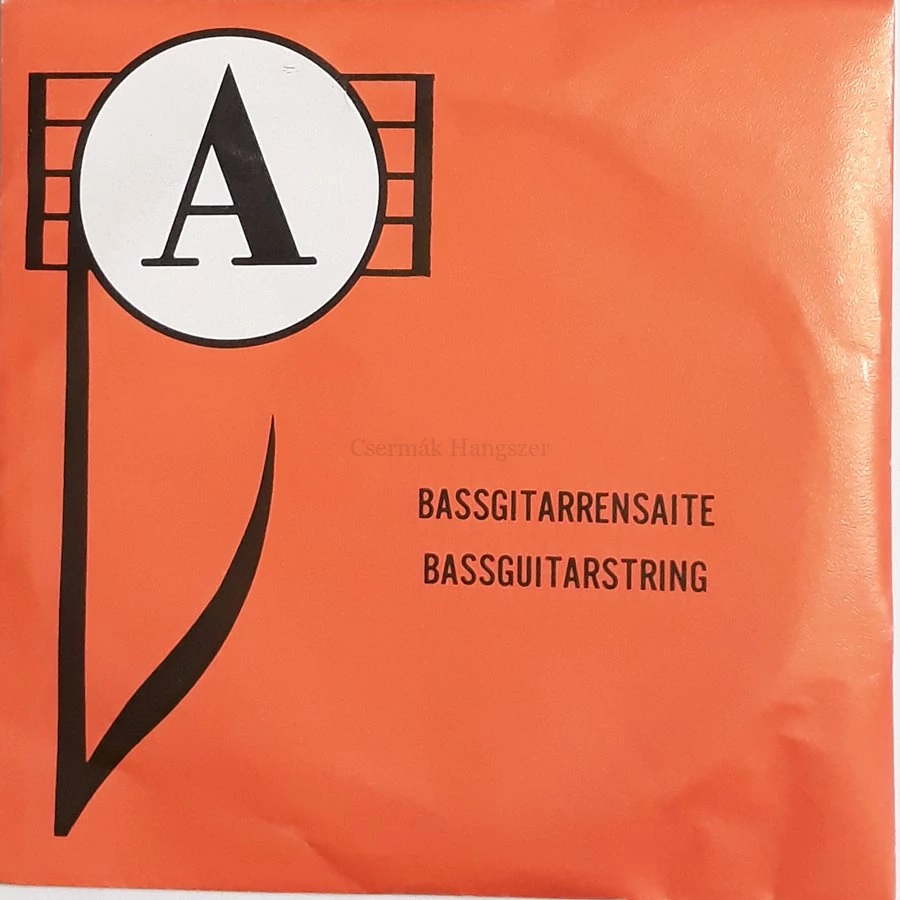 A
Csermák Hangszer
BASSGITARRENSAITE
BASSGUITARSTRING